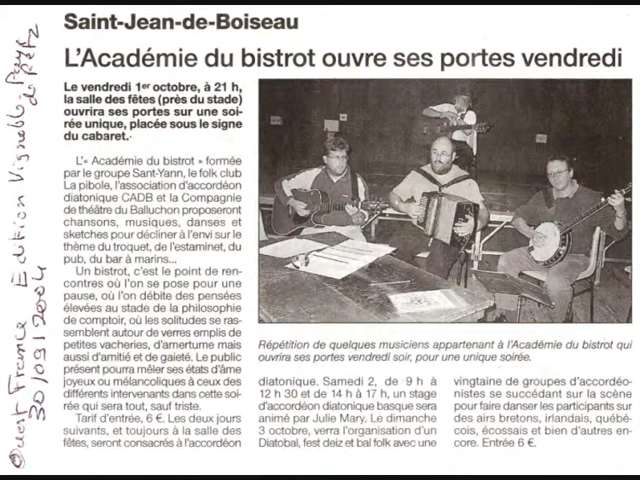 Saint-Jean-de-Boiseau
L'Académie du bistrot ouvre ses portes vendredi
Le vendredi 1er octobre, à 21 h,
la salle des fêtes (près du stade)
ouvrira ses portes sur une soi-
rée unique, placée sous le signe
du cabaret.
L'« Académie du bistrot » formée
par le groupe Sant-Yann, le folk club
La pibole, l'association d'accordéon
diatonique CADB et la Compagnie
de théâtre du Balluchon proposeront
chansons, musiques, danses et
sketches pour décliner à l'envi sur le
thème du troquet, de l'estaminet, du
pub, du bar à marins...
Un bistrot, c'est le point de ren-
contres où l'on se pose pour une
pause, où l'on débite des pensées
élevées au stade de la philosophie
de comptoir, où les solitudes se ras-
semblent autour de verres emplis de
petites vacheries, d'amertume mais
aussi d'amitié et de gaieté. Le public
présent pourra mêler ses états d'âme
joyeux ou mélancoliques à ceux des
différents intervenants dans cette soi-
rée qui sera tout, sauf triste.
Tarif d'entrée, 6 €. Les deux jours
suivants, et toujours à la salle des
fêtes, seront consacrés à l'accordéon
Répétition de quelques musiciens appartenant à l'Académie du bistrot qui
ouvrira ses portes vendredi soir, pour une unique soirée.
diatonique. Samedi 2, de 9 h à
12 h 30 et de 14 h à 17 h, un stage
d'accordéon diatonique basque sera
animé par Julie Mary. Le dimanche
3 octobre, verra l'organisation d'un
Diatobal, fest deiz et bal folk avec une
vingtaine de groupes d'accordéo-
nistes se succédant sur la scène
pour faire danser les participants sur
des airs bretons, irlandais, québé-
cois, écossais et bien d'autres en-
core. Entrée 6 €.
Ouest France Edition Vignoble Pays
de Retz
30/09/2004